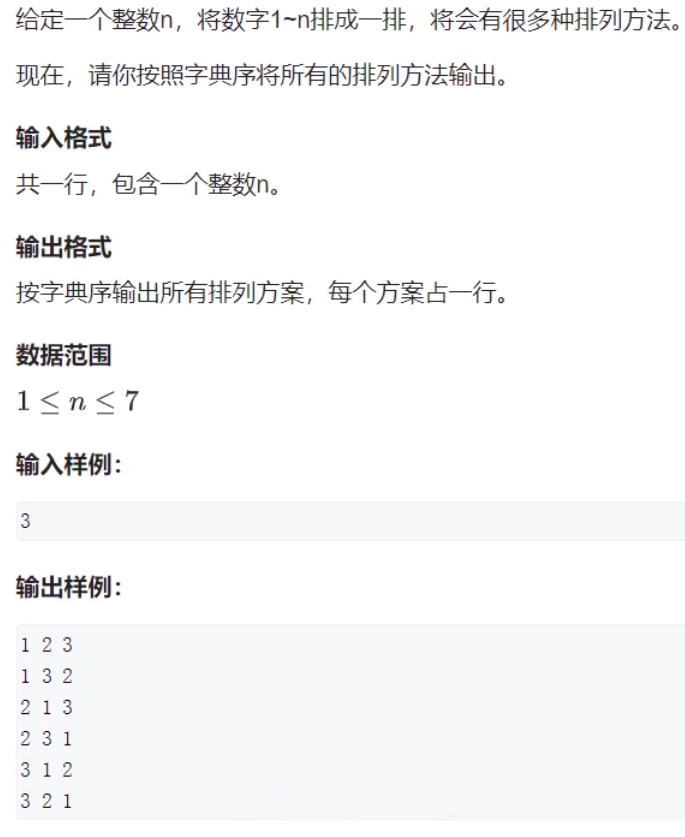 给定一个整数n，将数字1~n排成一排，将会有很多种排列方法。
现在，请你按照字典序将所有的排列方法输出。
输入格式
共一行，包含一个整数n。
输出格式
按字典序输出所有排列方案，每个方案占一行。
数据范围
1 ≤ n ≤ 7
输入样例：
3
输出样例：
1 2 3
1 3 2
2 1 3
2 3 1
3 1 2
3 2 1